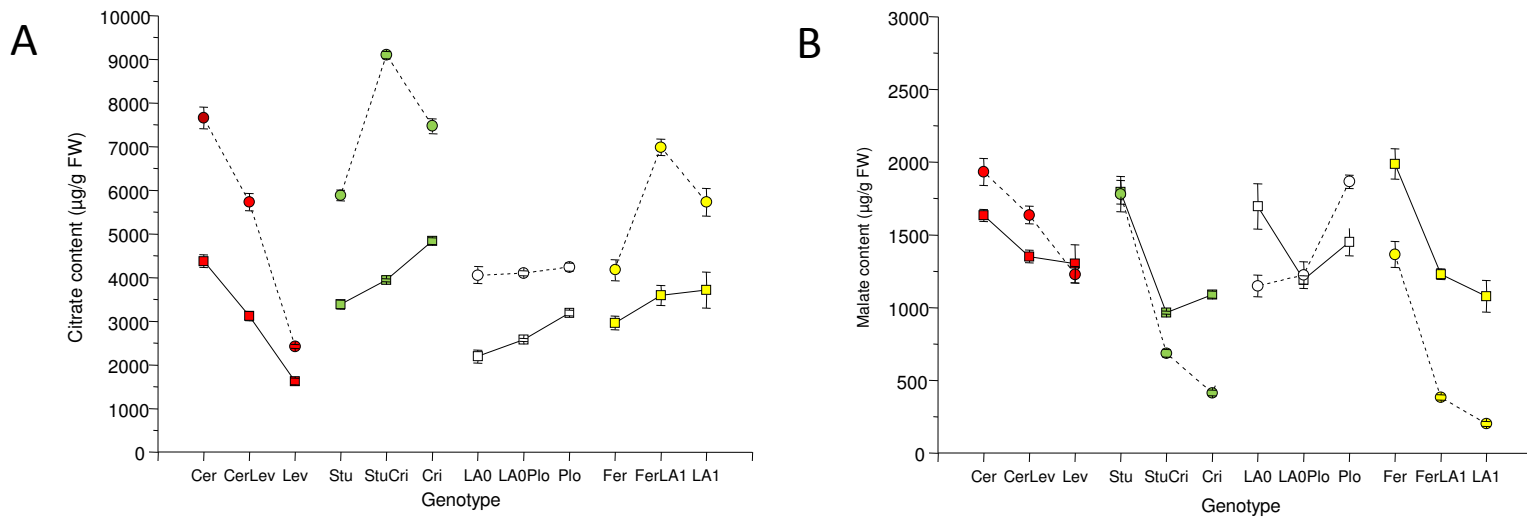 A
Citrate content (µg/g FW)
10000
9000
8000
7000
6000
5000
4000
3000
2000
1000
0
Cer CerLev Lev Stu StuCri Cri LA0 LA0Plo Plo Fer FerLA1 LA1
Genotype
B
Malate content (µg/g FW)
3000
2500
2000
1500
1000
500
0
Cer CerLev Lev Stu StuCri Cri LA0 LA0Plo Plo Fer FerLA1 LA1
Genotype